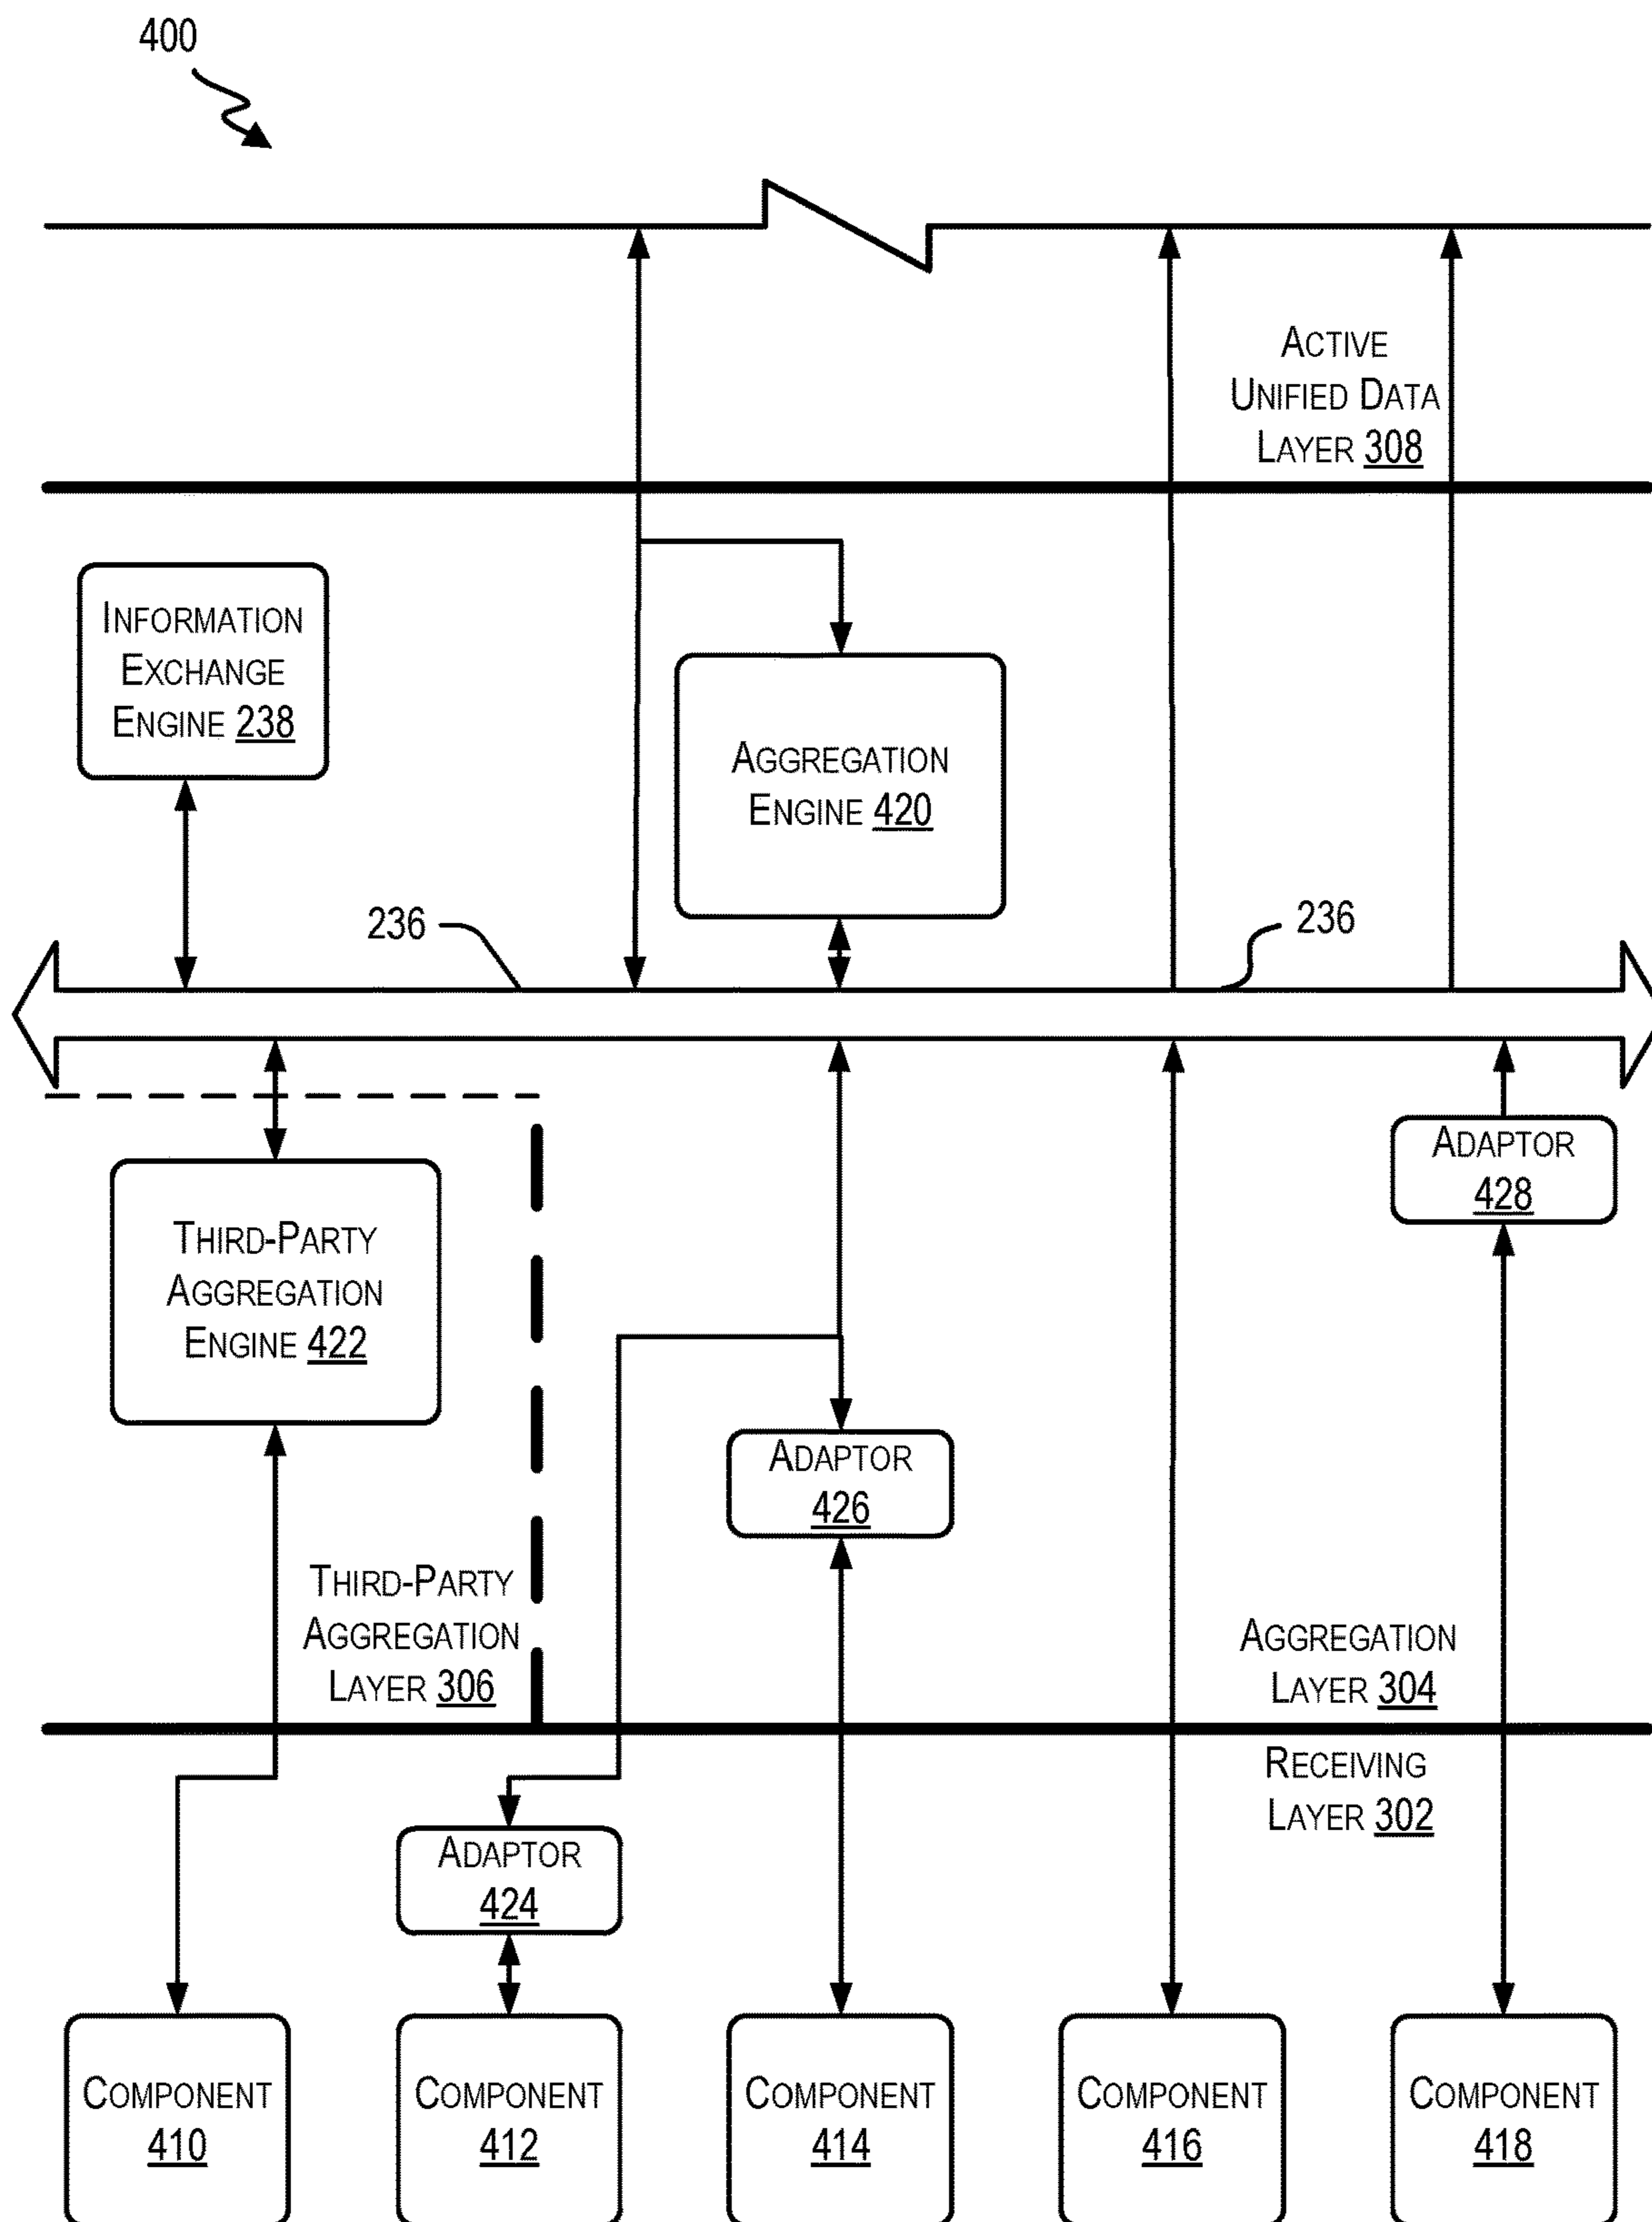 400
ACTIVE
UNIFIED DATA
LAYER 308
INFORMATION
EXCHANGE
ENGINE 238
AGGREGATION
ENGINE 420
236
236
ADAPTOR
428
THIRD-PARTY
AGGREGATION
ENGINE 422
ADAPTOR
426
THIRD-PARTY
AGGREGATION
LAYER 306
AGGREGATION
LAYER 304
RECEIVING
LAYER 302
ADAPTOR
424
COMPONENT
410
COMPONENT
412
COMPONENT
414
COMPONENT
416
COMPONENT
418